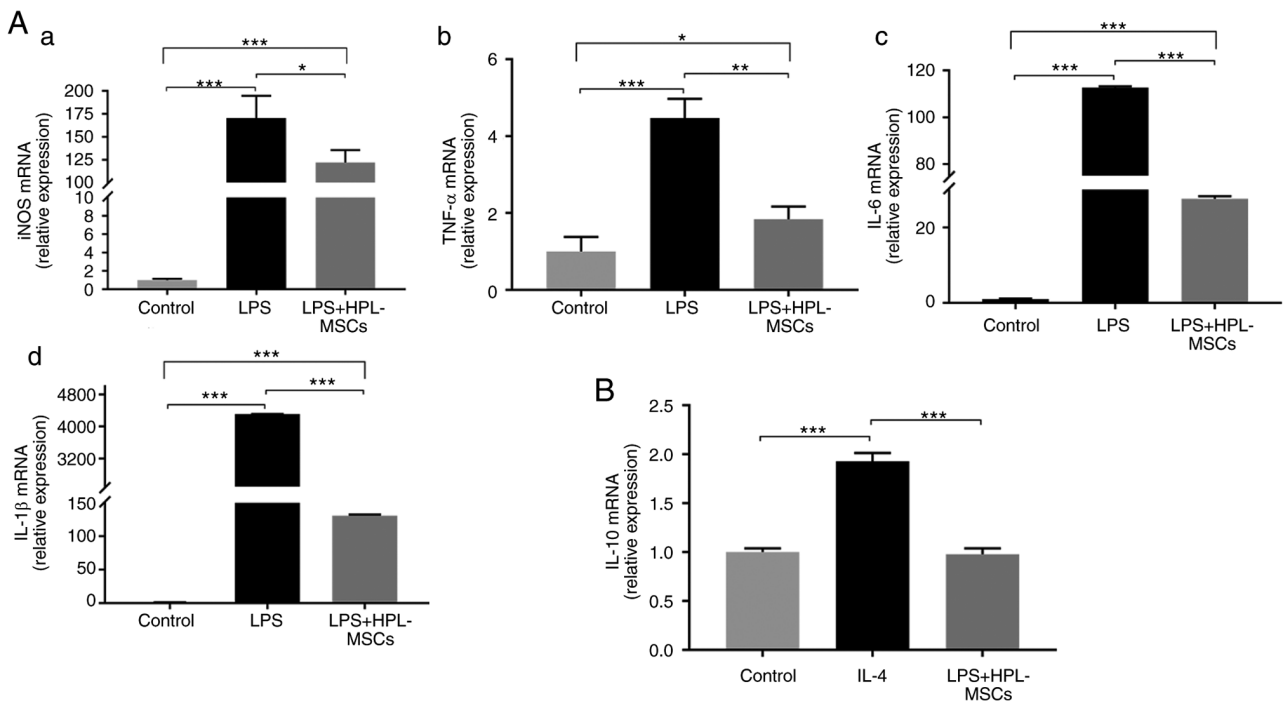 A
a
***
***
*
iNOS mRNA
(relative expression)
200
175
150
125
100
10
8
6
4
2
0
Control
LPS
LPS+HPL-
MSCs
b
*
***
**
TNF-α mRNA
(relative expression)
6
4
2
0
Control
LPS
LPS+HPL-
MSCs
c
***
***
***
IL-6 mRNA
(relative expression)
120
100
80
20
0
Control
LPS
LPS+HPL-
MSCs
d
***
***
***
IL-1β mRNA
(relative expression)
4800
4000
3200
150
100
50
0
Control
LPS
LPS+HPL-
MSCs
B
***
***
IL-10 mRNA
(relative expression)
2.5
2.0
1.5
1.0
0.5
0.0
Control
IL-4
LPS+HPL-
MSCs